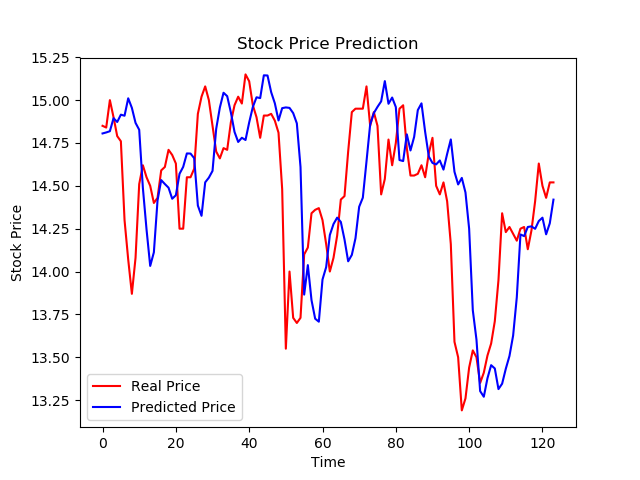 Stock Price Prediction
15.25
15.00
14.75
14.50
14.25
14.00
13.75
13.50
13.25
Stock Price
Real Price
Predicted Price
0 20 40 60 80 100 120
Time